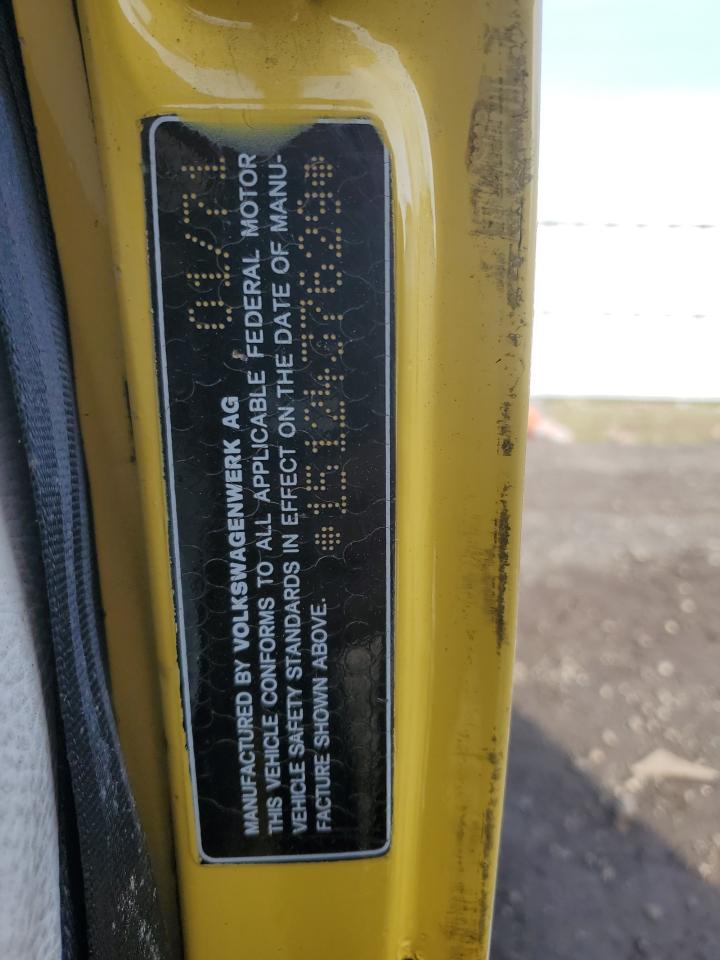 01/71
MANUFACTURED BY VOLKSWAGENWERK AG
THIS VEHICLE CONFORMS TO ALL APPLICABLE FEDERAL MOTOR
VEHICLE SAFETY STANDARDS IN EFFECT ON THE DATE OF MANU-
FACTURE SHOWN ABOVE. 1512457629